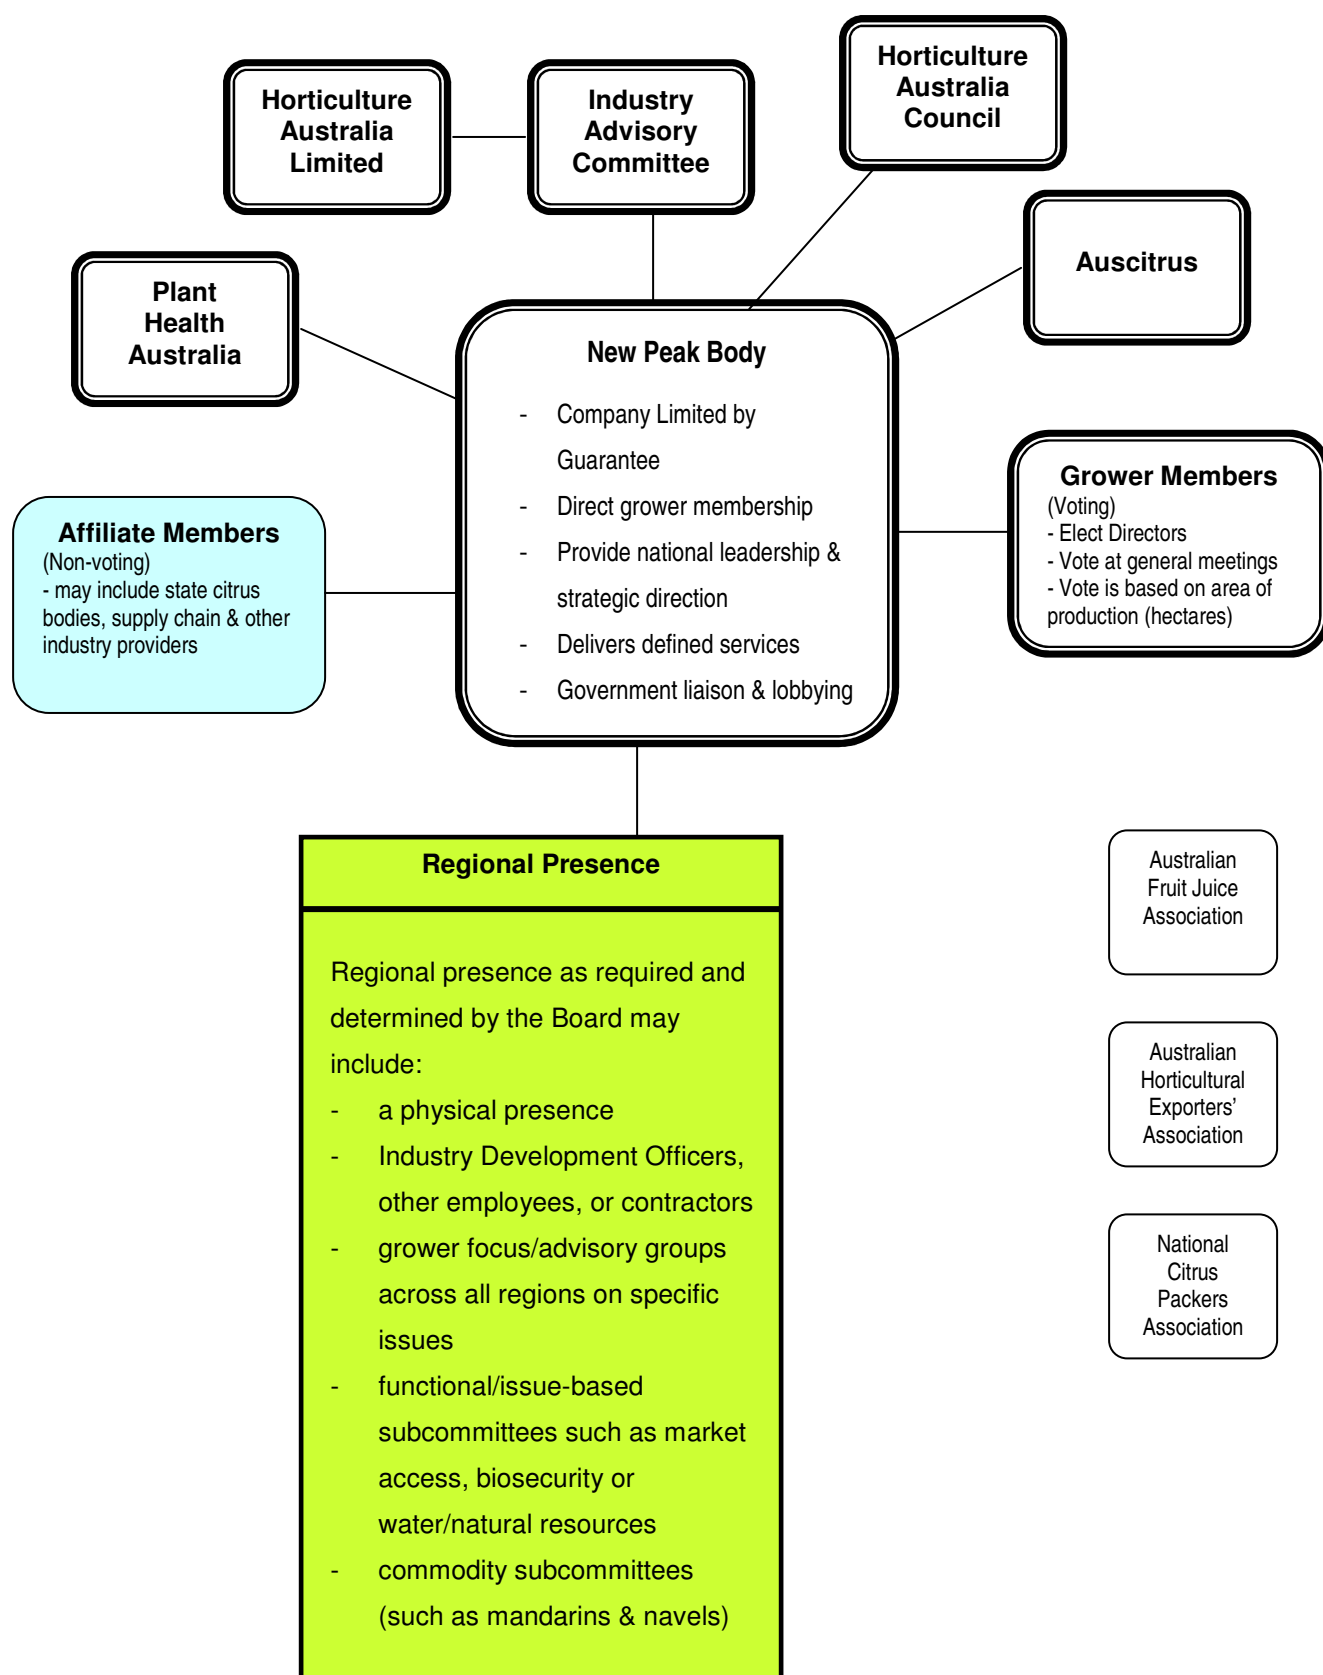 Horticulture
Australia
Council
Horticulture
Australia
Limited
Industry
Advisory
Committee
Auscitrus
Plant
Health
Australia
New Peak Body
- Company Limited by
Guarantee
- Direct grower membership
- Provide national leadership &
strategic direction
- Delivers defined services
- Government liaison & lobbying
Grower Members
(Voting)
- Elect Directors
- Vote at general meetings
- Vote is based on area of
production (hectares)
Affiliate Members
(Non-voting)
- may include state citrus
bodies, supply chain & other
industry providers
Regional Presence
Regional presence as required and
determined by the Board may
include:
- a physical presence
- Industry Development Officers,
other employees, or contractors
- grower focus/advisory groups
across all regions on specific
issues
- functional/issue-based
subcommittees such as market
access, biosecurity or
water/natural resources
- commodity subcommittees
(such as mandarins & navels)
Australian
Fruit Juice
Association
Australian
Horticultural
Exporters'
Association
National
Citrus
Packers
Association